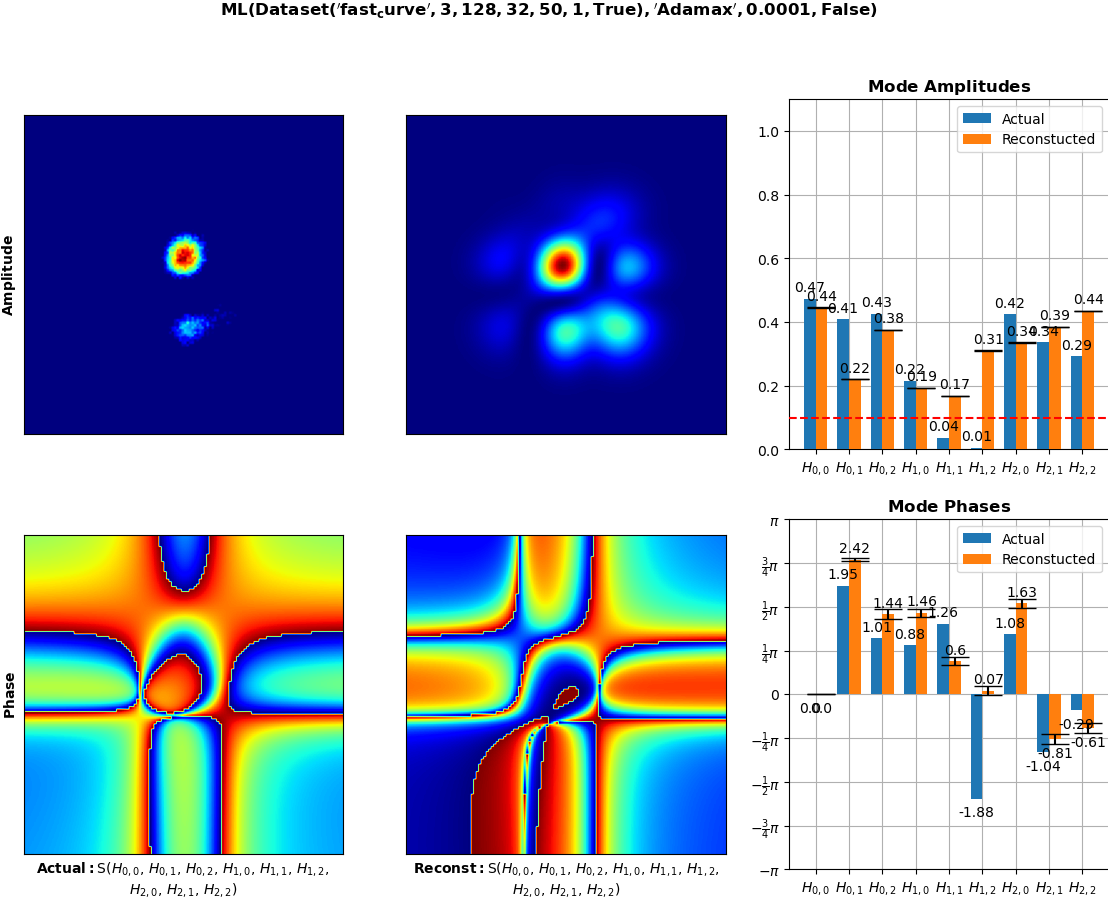 ML(Dataset('fast_curve', 3, 128, 32, 50, 1, True), 'Adamax', 0.0001, False)
Amplitude
Mode Amplitudes
Actual
Reconstucted
1.0
0.8
0.6
0.4
0.2
0.0
0.47
0.44
0.41
0.22
0.43
0.38
0.22
0.19
0.04
0.17
0.01
0.31
0.42
0.34
0.34
0.39
0.29
0.44
H0,0 H0,1 H0,2 H1,0 H1,1 H1,2 H2,0 H2,1 H2,2
Phase
Actual: S(H0,0, H0,1, H0,2, H1,0, H1,1, H1,2,
H2,0, H2,1, H2,2)
Reconst: S(H0,0, H0,1, H0,2, H1,0, H1,1, H1,2,
H2,0, H2,1, H2,2)
Mode Phases
Actual
Reconstucted
π
3/4π
1/2π
1/4π
0
−1/4π
−1/2π
−3/4π
−π
0.0
0.0
1.95
2.42
1.01
1.44
0.88
1.46
1.26
0.6
-1.88
0.07
1.08
1.63
-1.04
-0.81
-0.29
-0.61
H0,0 H0,1 H0,2 H1,0 H1,1 H1,2 H2,0 H2,1 H2,2